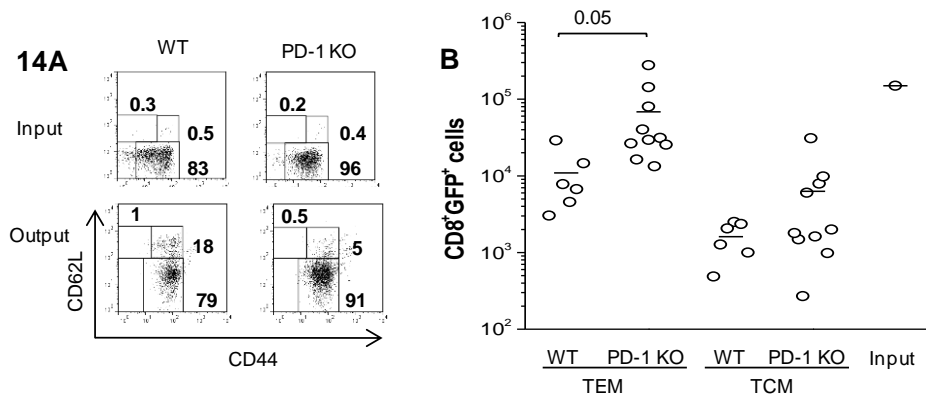 14A
WT
PD-1 KO
Input
0.3
0.5
83
0.2
0.4
96
Output
1
18
79
0.5
5
91
CD62L
CD44
B
0.05
CD8⁺GFP⁺ cells
10⁶
10⁵
10⁴
10³
10²
WT
PD-1 KO
WT
PD-1 KO
Input
TEM
TCM